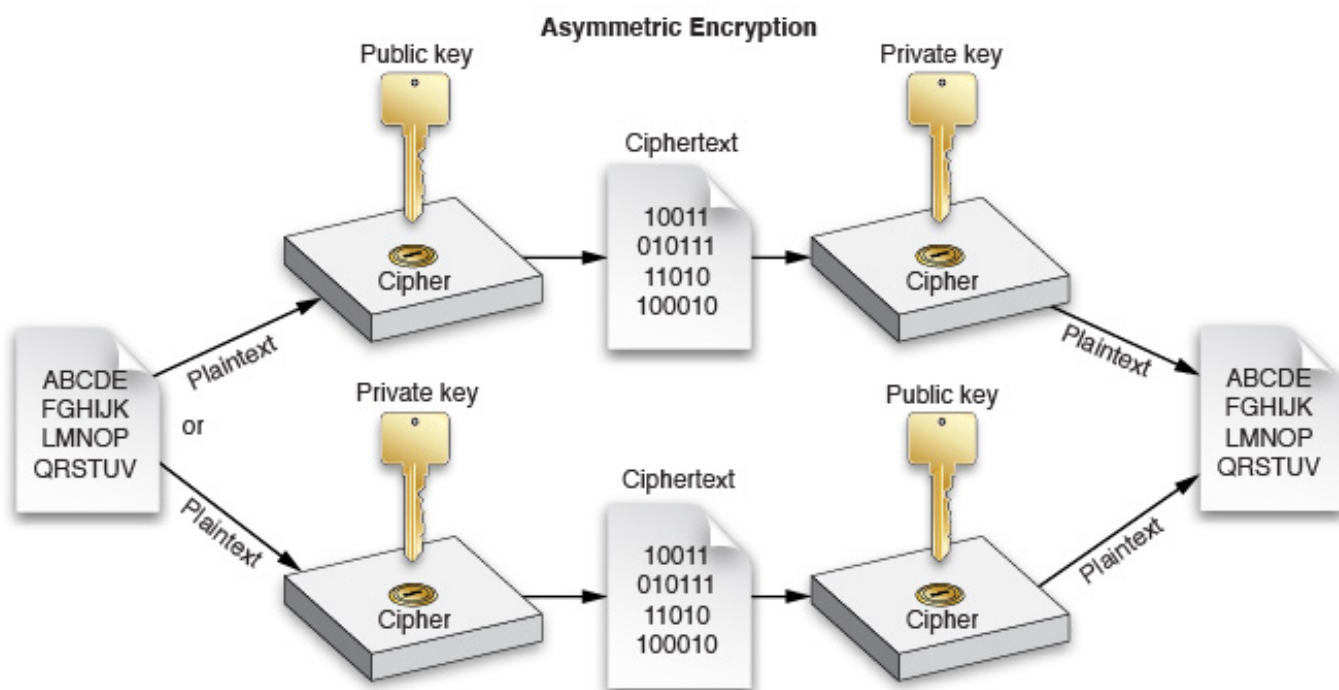 Asymmetric Encryption
Public key
Private key
Ciphertext
10011
010111
11010
100010
Cipher
Cipher
Plaintext
Plaintext
ABCDE
FGHIJK
LMNOP
QRSTUV
or
ABCDE
FGHIJK
LMNOP
QRSTUV
Private key
Public key
Ciphertext
Plaintext
Plaintext
10011
010111
11010
100010
Cipher
Cipher